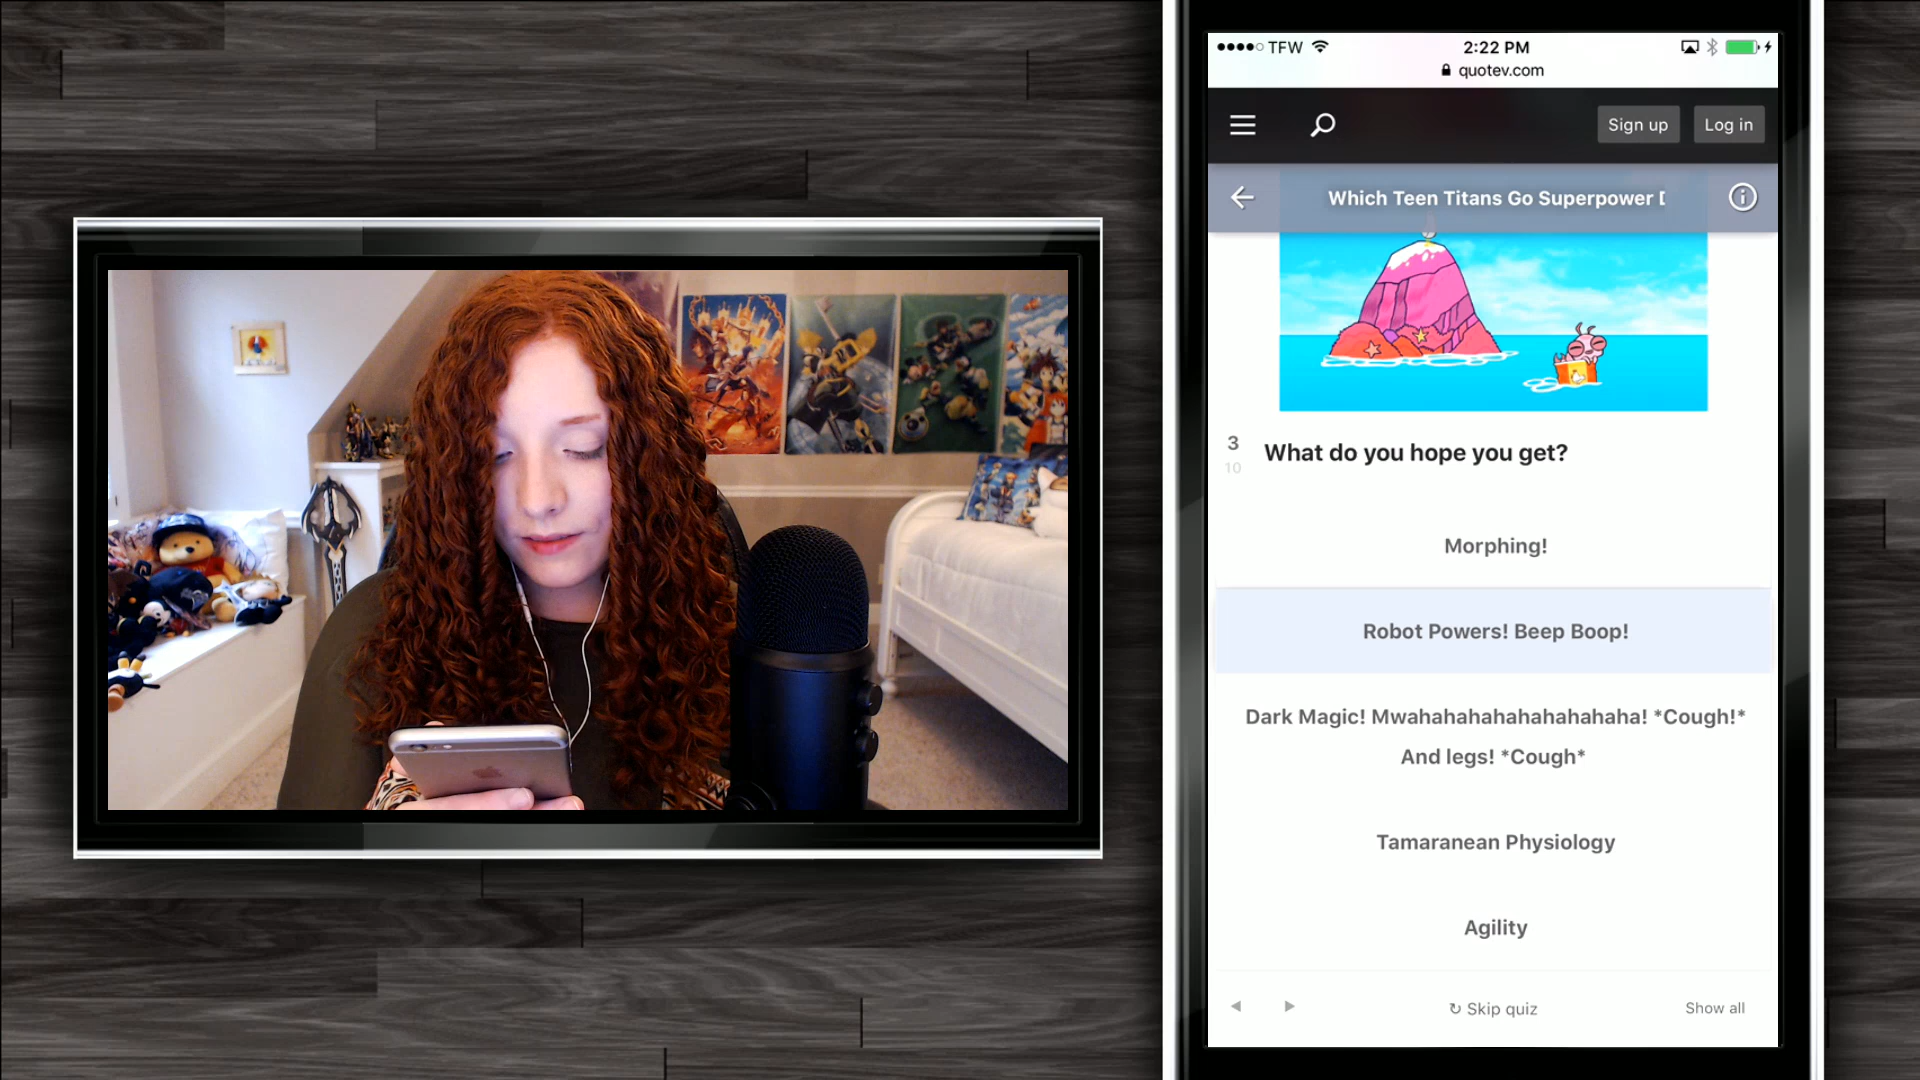 TFW
2:22 PM
quotev.com
Sign up
Log in
Which Teen Titans Go Superpower D
3
10
What do you hope you get?
Morphing!
Robot Powers! Beep Boop!
Dark Magic! Mwahahahahahahahaha! *Cough!*
And legs! *Cough*
Tamaranean Physiology
Agility
Skip quiz
Show all